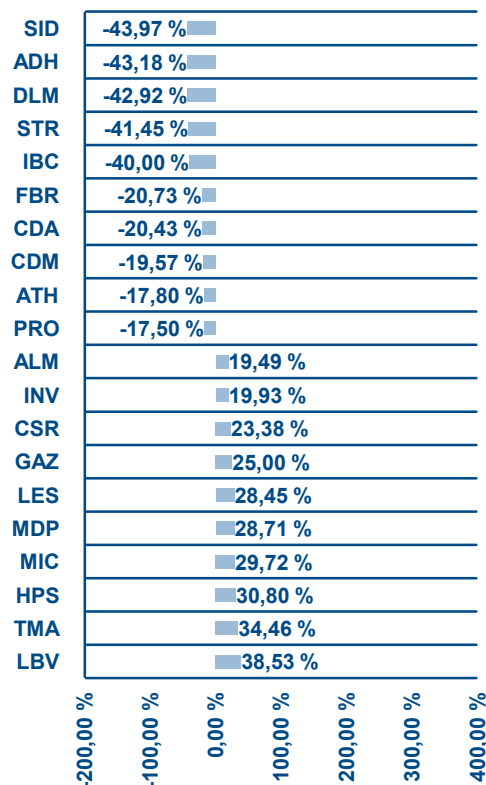 SID -43,97 %
ADH -43,18 %
DLM -42,92 %
STR -41,45 %
IBC -40,00 %
FBR -20,73 %
CDA -20,43 %
CDM -19,57 %
ATH -17,80 %
PRO -17,50 %
ALM 19,49 %
INV 19,93 %
CSR 23,38 %
GAZ 25,00 %
LES 28,45 %
MDP 28,71 %
MIC 29,72 %
HPS 30,80 %
TMA 34,46 %
LBV 38,53 %
-200,00 %
-100,00 %
0,00 %
100,00 %
200,00 %
300,00 %
400,00 %